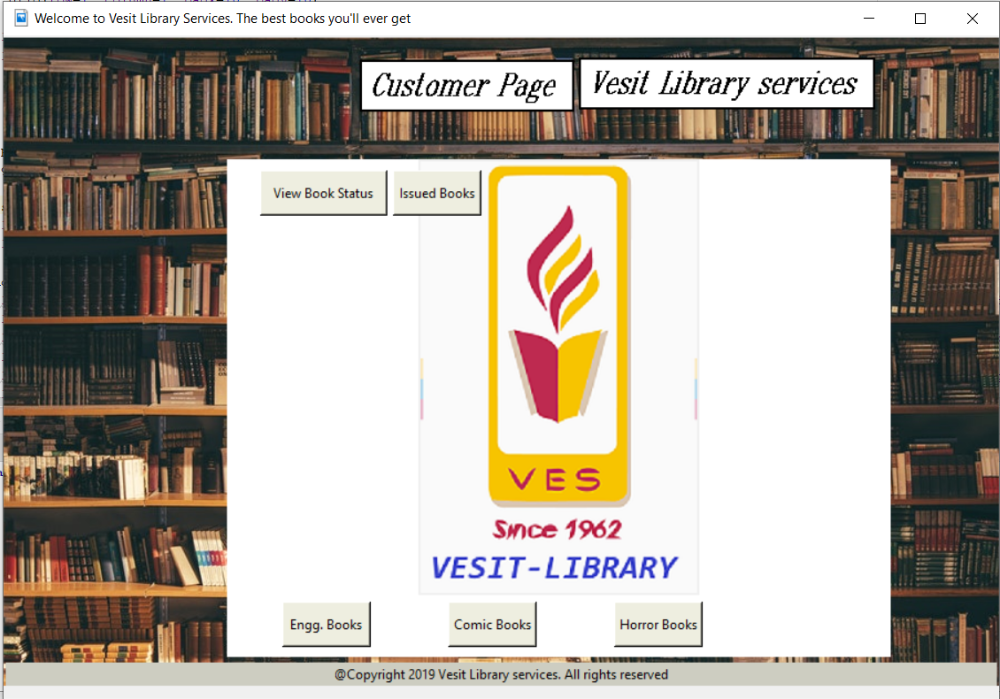 Welcome to Vesit Library Services. The best books you'll ever get
Customer Page
Vesit Library services
View Book Status
Issued Books
VES
Since 1962
VESIT-LIBRARY
Engg. Books
Comic Books
Horror Books
@Copyright 2019 Vesit Library services. All rights reserved